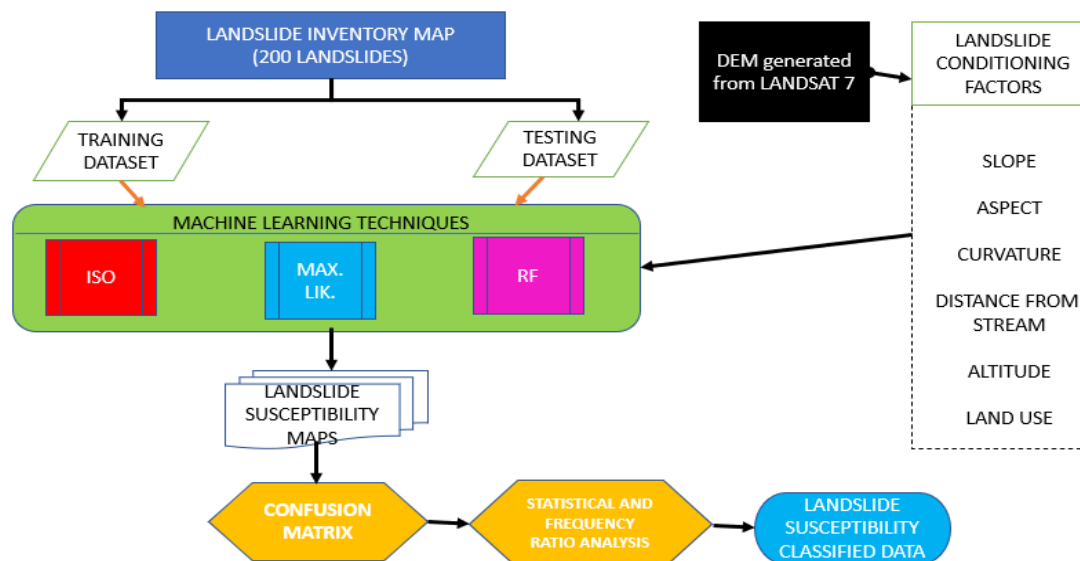 LANDSLIDE INVENTORY MAP
(200 LANDSLIDES)
DEM generated
from LANDSAT 7
LANDSLIDE
CONDITIONING
FACTORS
TRAINING
DATASET
TESTING
DATASET
SLOPE
ASPECT
CURVATURE
DISTANCE FROM
STREAM
ALTITUDE
LAND USE
MACHINE LEARNING TECHNIQUES
ISO
MAX.
LIK.
RF
LANDSLIDE
SUSCEPTIBILITY
MAPS
CONFUSION
MATRIX
STATISTICAL AND
FREQUENCY
RATIO ANALYSIS
LANDSLIDE
SUSCEPTIBILITY
CLASSIFIED DATA